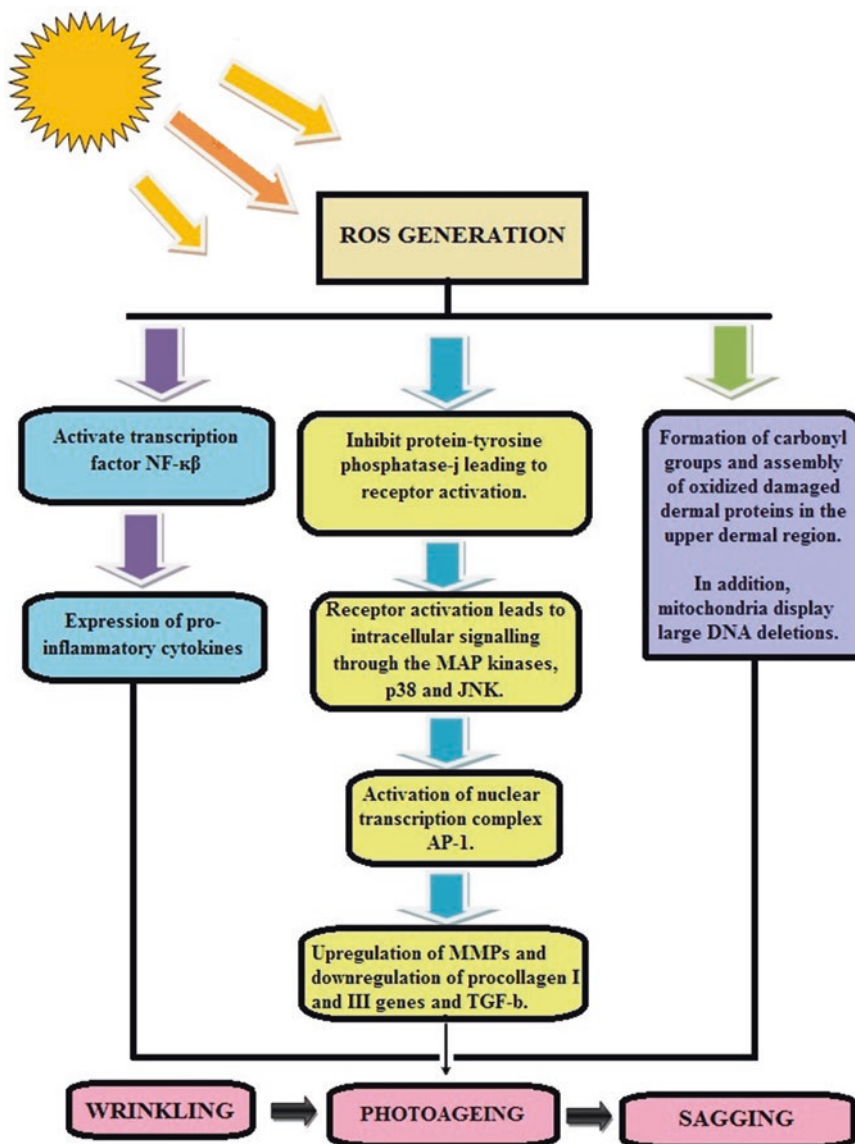 ROS GENERATION
Activate transcription
factor NF-κβ
Expression of pro-
inflammatory cytokines
Inhibit protein-tyrosine
phosphatase-j leading to
receptor activation.
Receptor activation leads to
intracellular signalling
through the MAP kinases,
p38 and JNK.
Activation of nuclear
transcription complex
AP-1.
Upregulation of MMPs and
downregulation of procollagen I
and III genes and TGF-b.
Formation of carbonyl
groups and assembly
of oxidized damaged
dermal proteins in the
upper dermal region.
In addition,
mitochondria display
large DNA deletions.
WRINKLING
PHOTOAGEING
SAGGING